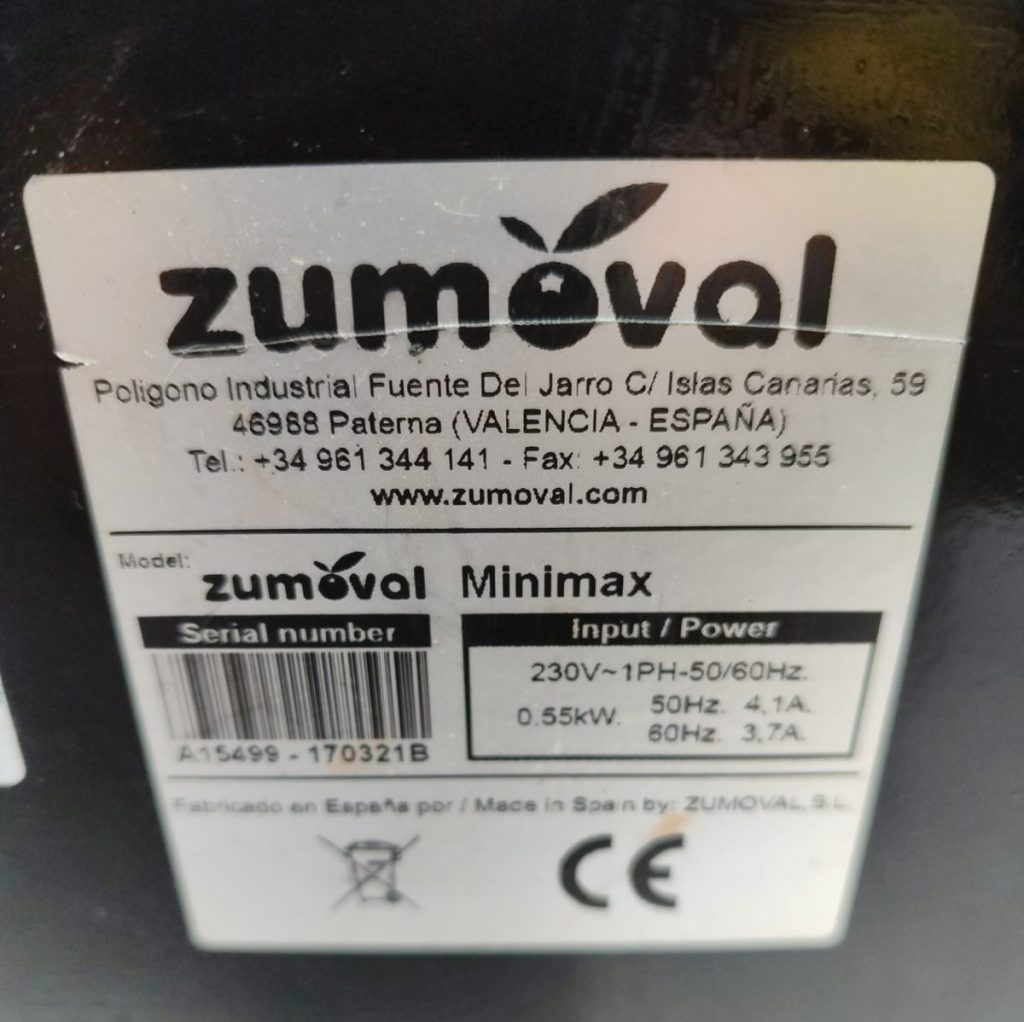 zumoval
Poligono Industrial Fuente Del Jarro C/ Islas Canarias, 59
46988 Paterna (VALENCIA - ESPAÑA)
Tel.: +34 961 344 141 - Fax: +34 961 343 955
www.zumoval.com
Model: zumoval Minimax
Serial number
A15499 - 170321B
Input / Power
230V~1PH-50/60Hz.
0.55kW. 50Hz. 4,1A.
60Hz. 3,7A.
Fabricado en España por / Made in Spain by: ZUMOVAL, S.L.
CE